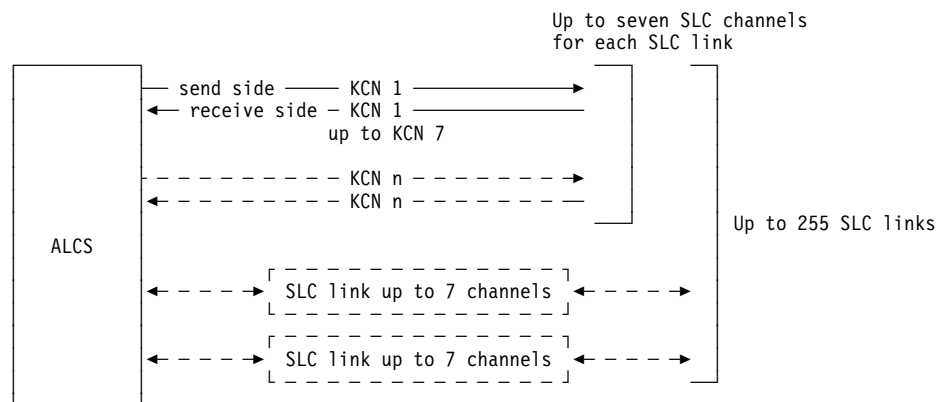 Up to seven SLC channels
for each SLC link
send side KCN 1
receive side KCN 1
up to KCN 7
KCN n
KCN n
Up to 255 SLC links
ALCS
SLC link up to 7 channels
SLC link up to 7 channels